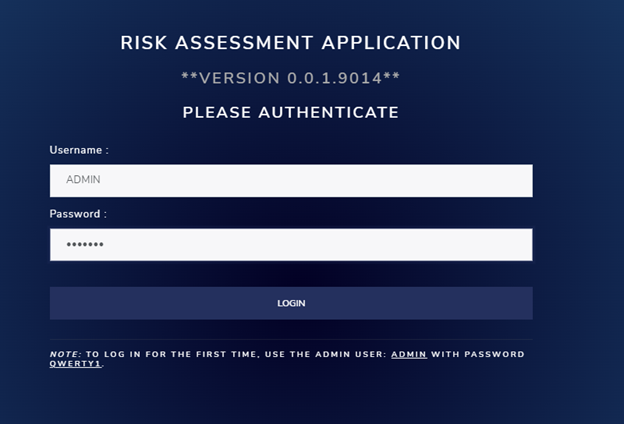 RISK ASSESSMENT APPLICATION
**VERSION 0.0.1.9014**
PLEASE AUTHENTICATE
Username :
ADMIN
Password :
•••••••
LOGIN
NOTE: TO LOG IN FOR THE FIRST TIME, USE THE ADMIN USER: ADMIN WITH PASSWORD
QWERTY1.